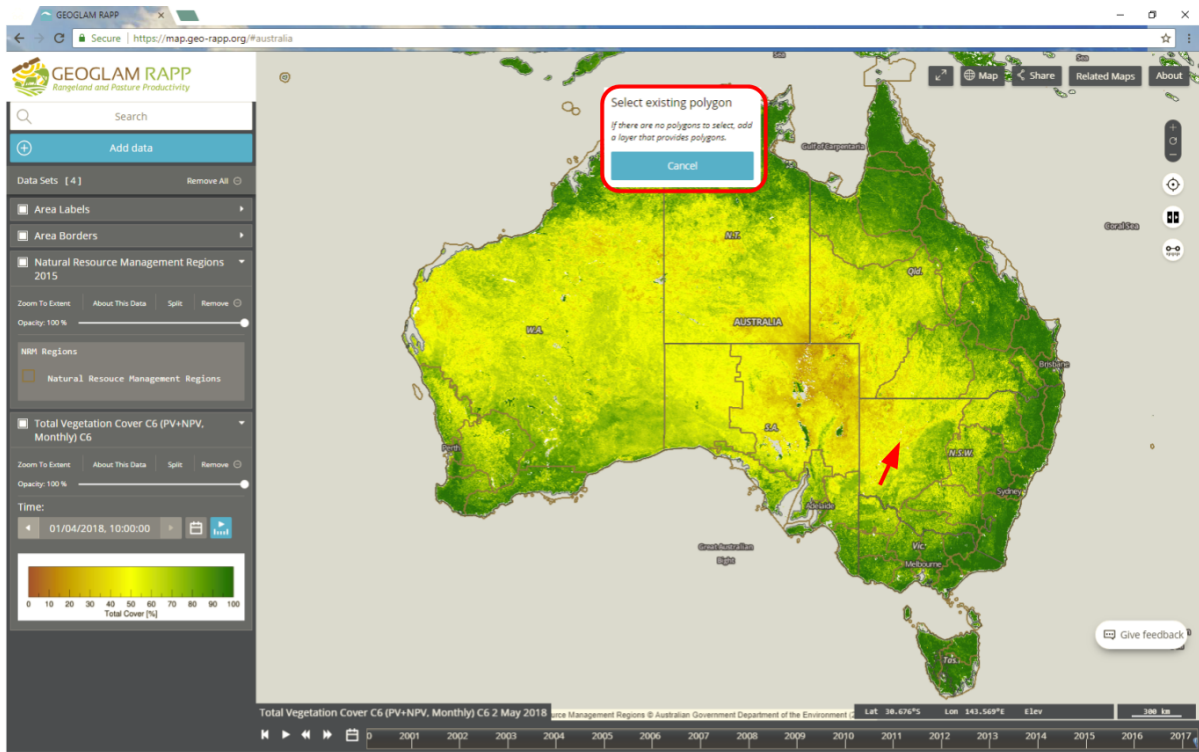 GEOGLAM RAPP
Secure | https://map.geo-rapp.org/#australia
GEOGLAM RAPP
Rangeland and Pasture Productivity
Search
Add data
Data Sets [4]
Remove All
Area Labels
Area Borders
Natural Resource Management Regions
2015
Zoom To Extent
About This Data
Split
Remove
Opacity: 100 %
NRM Regions
Natural Resouce Management Regions
Total Vegetation Cover C6 (PV+NPV,
Monthly) C6
Zoom To Extent
About This Data
Split
Remove
Opacity: 100 %
Time:
01/04/2018, 10:00:00
0 10 20 30 40 50 60 70 80 90 100
Total Cover [%]
Select existing polygon
If there are no polygons to select, add
a layer that provides polygons.
Cancel
Map
Share
Related Maps
About
Sea
Sea
Gulf of Carpentaria
Coral Sea
N.T.
Qld.
W.A.
AUSTRALIA
Brisbane
S.A.
N.S.W.
Perth
Sydney
Adelaide
Great Australian
Bight
Vic.
Melbourne
Tas.
Give feedback
Total Vegetation Cover C6 (PV+NPV, Monthly) C6 2 May 2018
urce Management Regions © Australian Government Department of the Environment (
Lat 30.676°S Lon 143.569°E Elev
300 km
2001 2002 2003 2004 2005 2006 2007 2008 2009 2010 2011 2012 2013 2014 2015 2016 2017